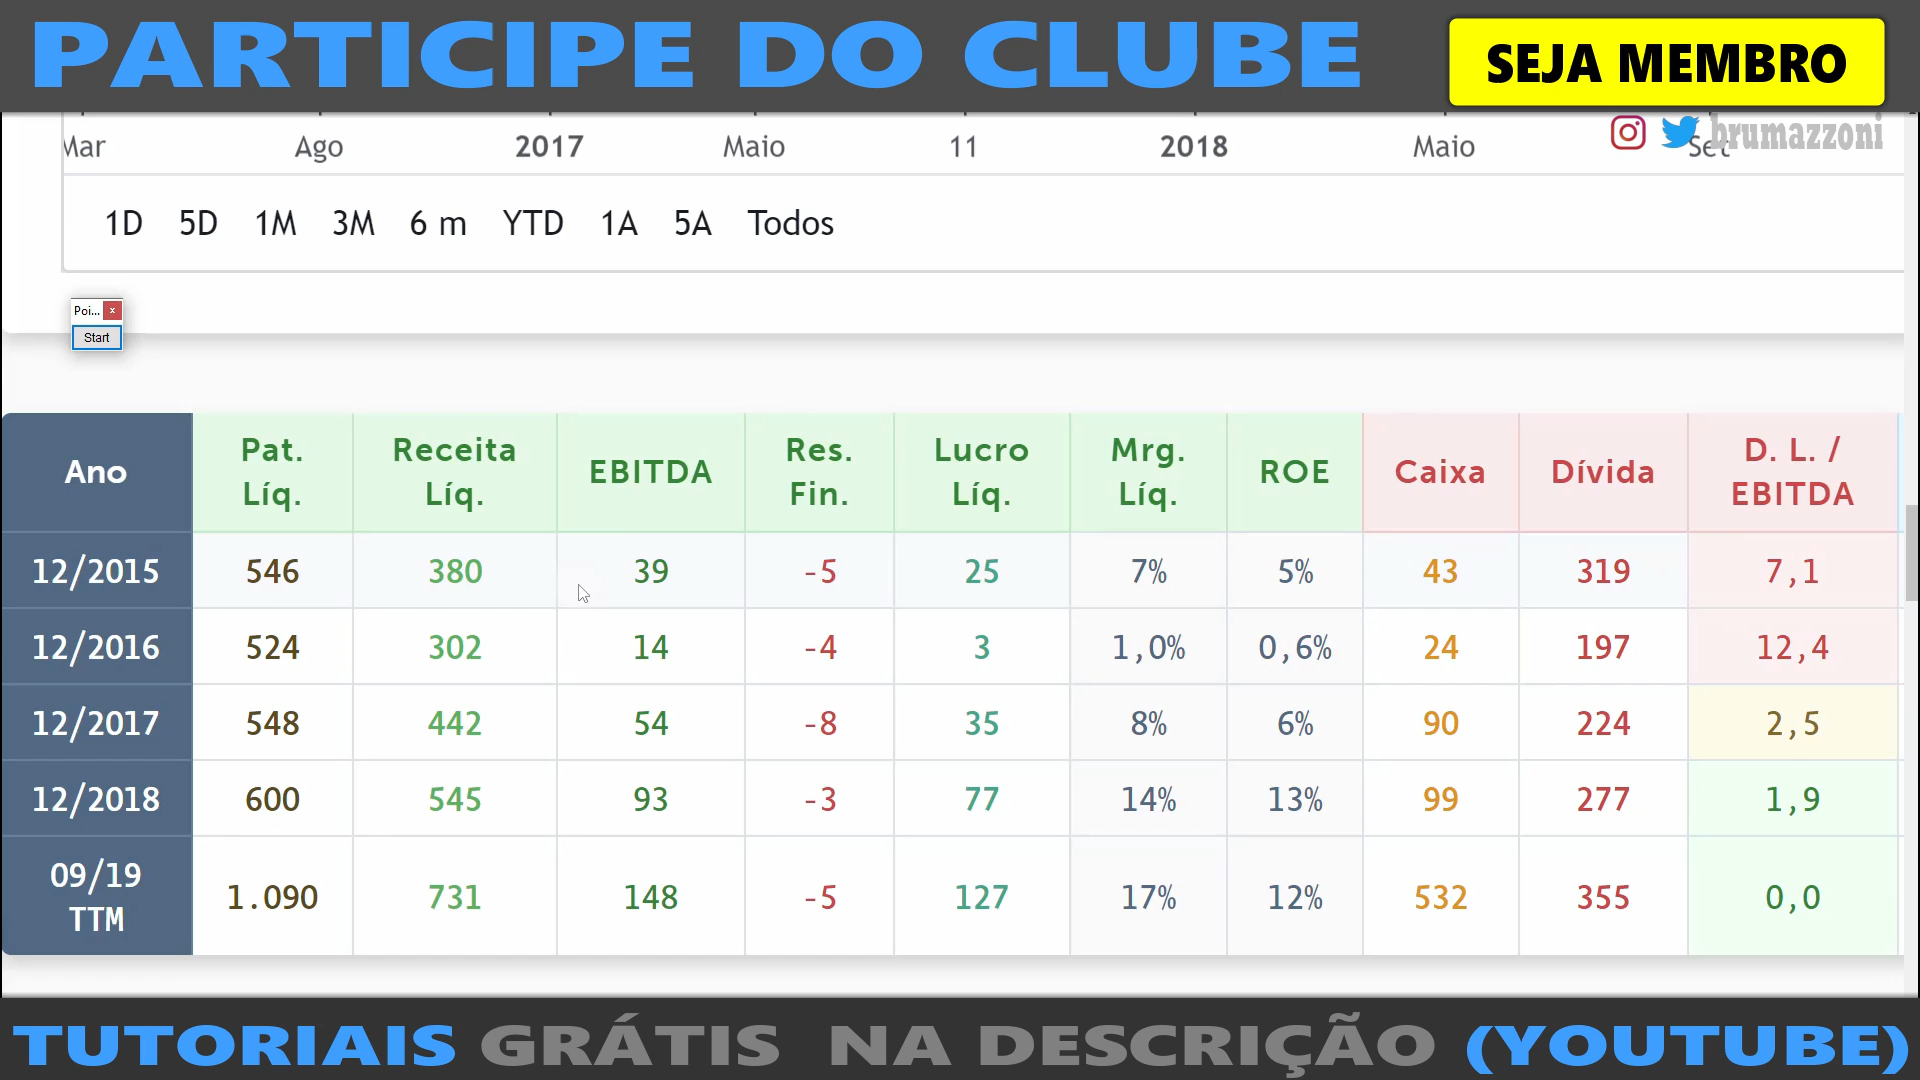 PARTICIPE DO CLUBE
SEJA MEMBRO
Mar Ago 2017 Maio 11 2018 Maio Set
brumazzoni
1D 5D 1M 3M 6 m YTD 1A 5A Todos
Poi... x
Start
Ano Pat. Líq. Receita Líq. EBITDA Res. Fin. Lucro Líq. Mrg. Líq. ROE Caixa Dívida D. L. / EBITDA
12/2015 546 380 39 -5 25 7% 5% 43 319 7,1
12/2016 524 302 14 -4 3 1,0% 0,6% 24 197 12,4
12/2017 548 442 54 -8 35 8% 6% 90 224 2,5
12/2018 600 545 93 -3 77 14% 13% 99 277 1,9
09/19 TTM 1.090 731 148 -5 127 17% 12% 532 355 0,0
TUTORIAIS GRÁTIS NA DESCRIÇÃO (YOUTUBE)